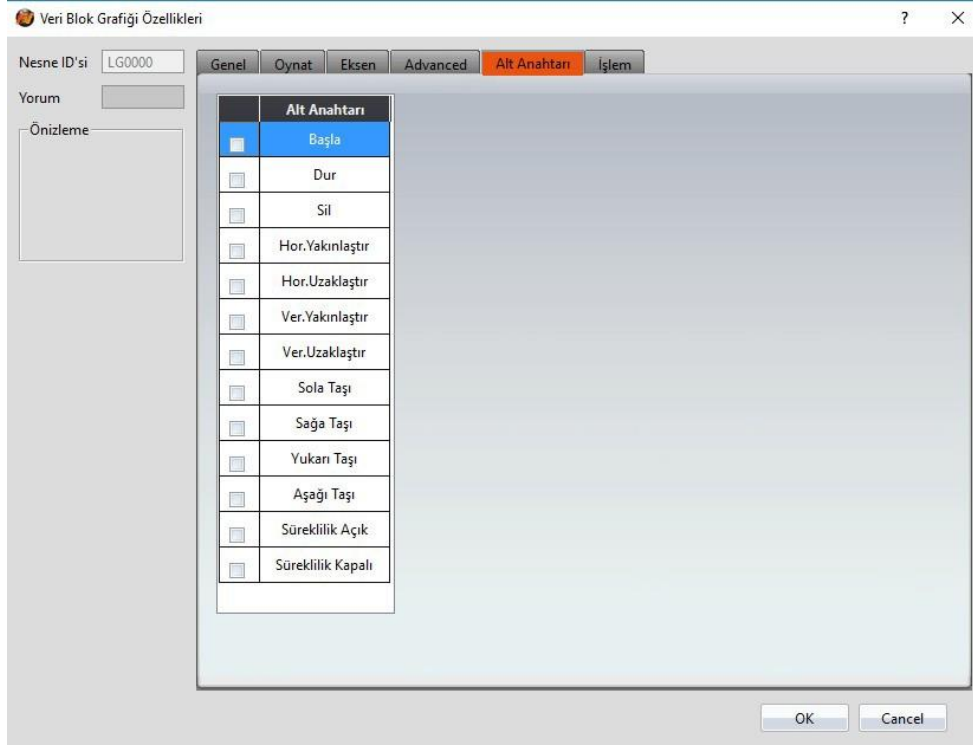 Veri Blok Grafiği Özellikleri
?
Nesne ID'si LG0000
Yorum
Önizleme
Genel Oynat Eksen Advanced Alt Anahtarı İşlem
Alt Anahtarı
Başla
Dur
Sil
Hor.Yakınlaştır
Hor.Uzaklaştır
Ver.Yakınlaştır
Ver.Uzaklaştır
Sola Taşı
Sağa Taşı
Yukarı Taşı
Aşağı Taşı
Süreklilik Açık
Süreklilik Kapalı
OK Cancel